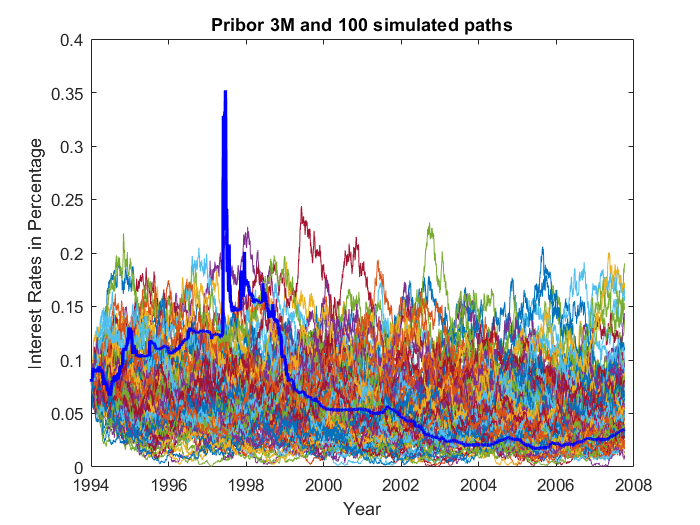 Pribor 3M and 100 simulated paths
0.4
0.35
0.3
0.25
0.2
0.15
0.1
0.05
0
Interest Rates in Percentage
1994 1996 1998 2000 2002 2004 2006 2008
Year